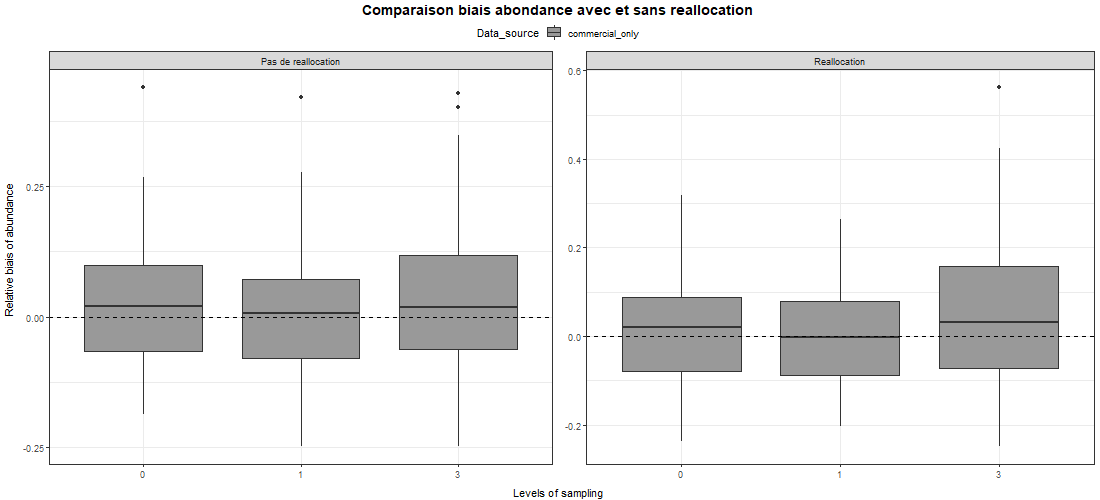 Comparaison biais abondance avec et sans reallocation
Data_source commercial_only
Pas de reallocation
Reallocation
Relative biais of abundance
0.25
0.00
-0.25
0 1 3
0.6
0.4
0.2
0.0
-0.2
0 1 3
Levels of sampling